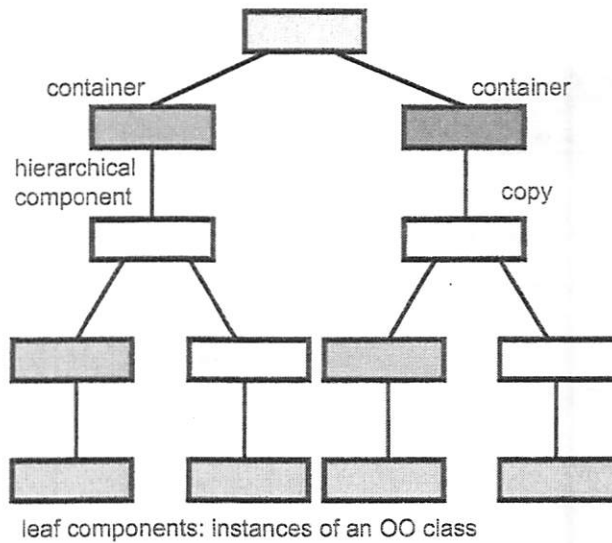 container
container
hierarchical
component
copy
leaf components: instances of an OO class